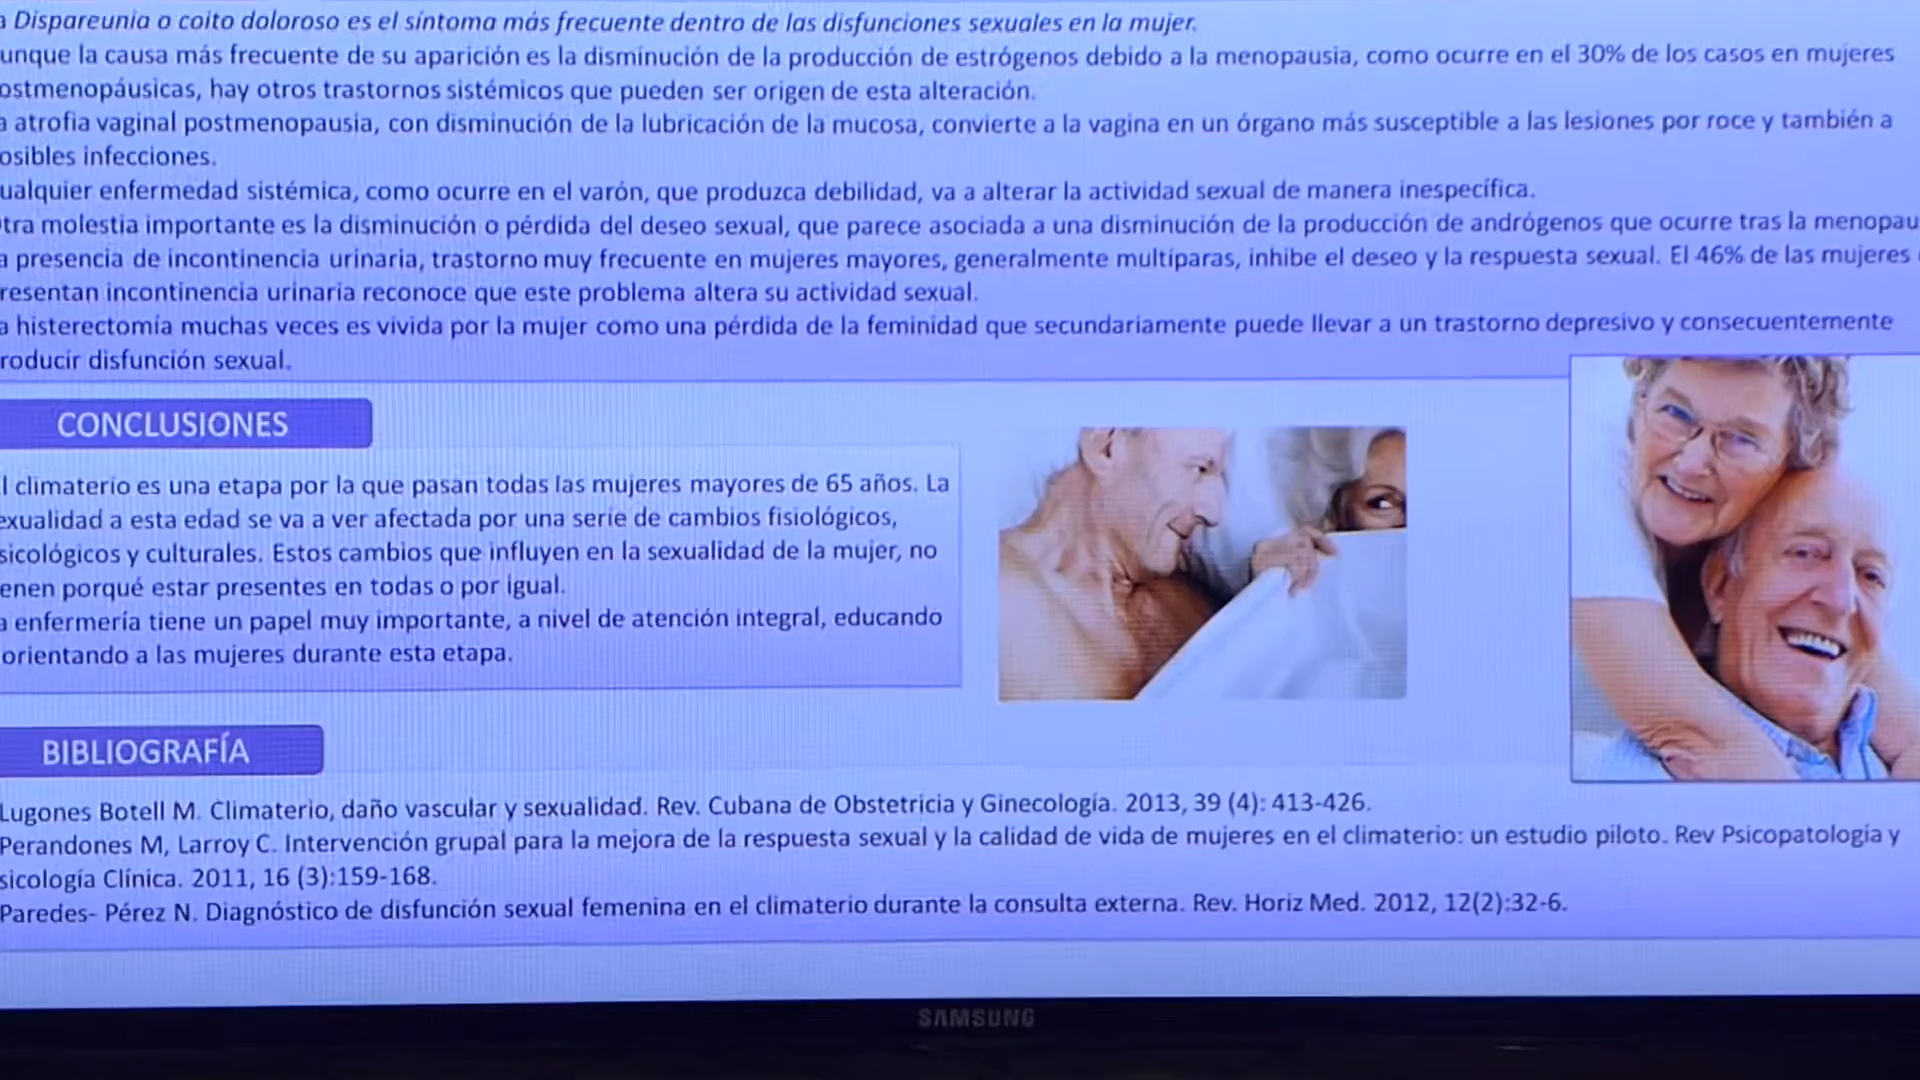 a Dispareunia o coito doloroso es el síntoma más frecuente dentro de las disfunciones sexuales en la mujer.
unque la causa más frecuente de su aparición es la disminución de la producción de estrógenos debido a la menopausia, como ocurre en el 30% de los casos en mujeres
ostmenopáusicas, hay otros trastornos sistémicos que pueden ser origen de esta alteración.
a atrofia vaginal postmenopausia, con disminución de la lubricación de la mucosa, convierte a la vagina en un órgano más susceptible a las lesiones por roce y también a
osibles infecciones.
ualquier enfermedad sistémica, como ocurre en el varón, que produzca debilidad, va a alterar la actividad sexual de manera inespecífica.
tra molestia importante es la disminución o pérdida del deseo sexual, que parece asociada a una disminución de la producción de andrógenos que ocurre tras la menopau
a presencia de incontinencia urinaria, trastorno muy frecuente en mujeres mayores, generalmente multíparas, inhibe el deseo y la respuesta sexual. El 46% de las mujeres
resentan incontinencia urinaria reconoce que este problema altera su actividad sexual.
a histerectomía muchas veces es vivida por la mujer como una pérdida de la feminidad que secundariamente puede llevar a un trastorno depresivo y consecuentemente
roducir disfunción sexual.
CONCLUSIONES
l climaterio es una etapa por la que pasan todas las mujeres mayores de 65 años. La
exualidad a esta edad se va a ver afectada por una serie de cambios fisiológicos,
sicológicos y culturales. Estos cambios que influyen en la sexualidad de la mujer, no
enen porqué estar presentes en todas o por igual.
a enfermería tiene un papel muy importante, a nivel de atención integral, educando
orientando a las mujeres durante esta etapa.
BIBLIOGRAFÍA
Lugones Botell M. Climaterio, daño vascular y sexualidad. Rev. Cubana de Obstetricia y Ginecología. 2013, 39 (4): 413-426.
Perandones M, Larroy C. Intervención grupal para la mejora de la respuesta sexual y la calidad de vida de mujeres en el climaterio: un estudio piloto. Rev Psicopatología y
sicología Clínica. 2011, 16 (3):159-168.
Paredes- Pérez N. Diagnóstico de disfunción sexual femenina en el climaterio durante la consulta externa. Rev. Horiz Med. 2012, 12(2):32-6.
SAMSUNG